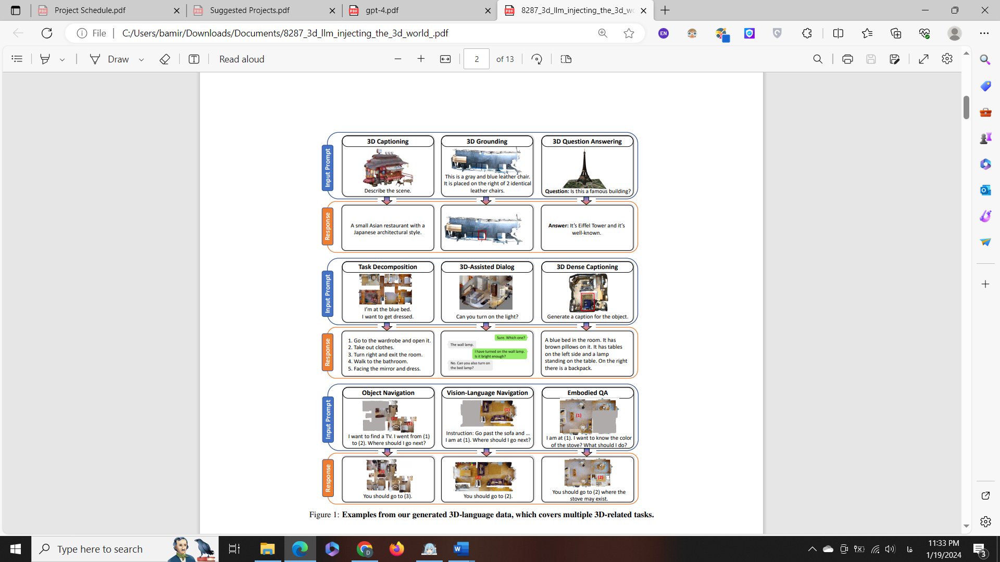 Project Schedule.pdf
Suggested Projects.pdf
gpt-4.pdf
8287_3d_llm_injecting_the_3d_wo
File
C:/Users/bamir/Downloads/Documents/8287_3d_llm_injecting_the_3d_world_.pdf
EN
Draw
Read aloud
2
of 13
Input Prompt
3D Captioning
Describe the scene.
3D Grounding
This is a gray and blue leather chair.
It is placed on the right of 2 identical
leather chairs.
3D Question Answering
Question: Is this a famous building?
Response
A small Asian restaurant with a
Japanese architectural style.
Answer: It's Eiffel Tower and it's
well-known.
Input Prompt
Task Decomposition
I'm at the blue bed.
I want to get dressed.
3D-Assisted Dialog
Can you turn on the light?
3D Dense Captioning
Generate a caption for the object.
Response
1. Go to the wardrobe and open it.
2. Take out clothes.
3. Turn right and exit the room.
4. Walk to the bathroom.
5. Facing the mirror and dress.
Sure. Which one?
The wall lamp.
I have turned on the wall lamp.
Is it bright enough?
No. Can you also turn on
the bed lamp?
A blue bed in the room. It has
brown pillows on it. It has tables
on the left side and a lamp
standing on the table. On the right
there is a backpack.
Input Prompt
Object Navigation
(2)
(1)
I want to find a TV. I went from (1)
to (2). Where should I go next?
Vision-Language Navigation
(1)
Instruction: Go past the sofa and ...
I am at (1). Where should I go next?
Embodied QA
(1)
I am at (1). I want to know the color
of the stove? What should I do?
Response
(3)
You should go to (3).
(2)
You should go to (2).
(2)
You should go to (2) where the
stove may exist.
Figure 1: Examples from our generated 3D-language data, which covers multiple 3D-related tasks.
Type here to search
فا
11:33 PM
1/19/2024
3